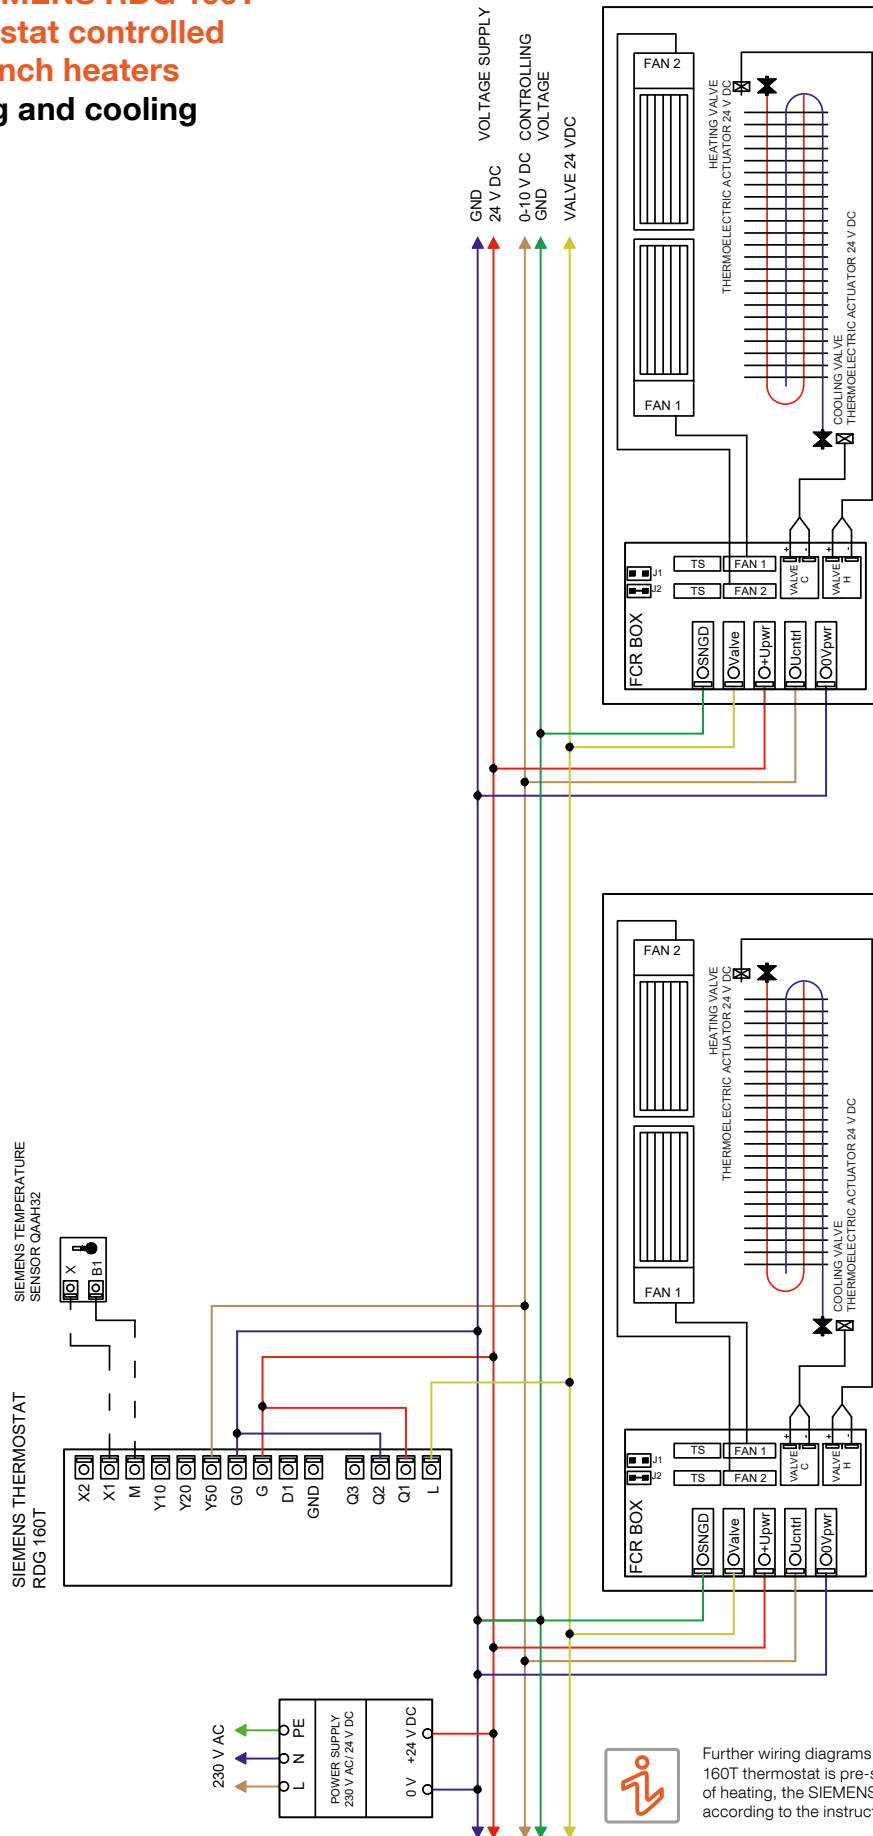 MENS RDG 160T
stat controlled
nch heaters
g and cooling
GND
24 V DC
VOLTAGE SUPPLY
0-10 V DC CONTROLLING
GND VOLTAGE
VALVE 24 VDC
FAN 2
FAN 1
HEATING VALVE
THERMOELECTRIC ACTUATOR 24 V DC
COOLING VALVE
THERMOELECTRIC ACTUATOR 24 V DC
FCR BOX
J1
J2
TS FAN 1
TS FAN 2
+ -
VALVE C
+ -
VALVE H
SNGD
Valve
+Upwr
Ucntrl
0Vpwr
FAN 2
FAN 1
HEATING VALVE
THERMOELECTRIC ACTUATOR 24 V DC
COOLING VALVE
THERMOELECTRIC ACTUATOR 24 V DC
FCR BOX
J1
J2
TS FAN 1
TS FAN 2
+ -
VALVE C
+ -
VALVE H
SNGD
Valve
+Upwr
Ucntrl
0Vpwr
SIEMENS TEMPERATURE
SENSOR QAAH32
X
B1
SIEMENS THERMOSTAT
RDG 160T
X2
X1
M
Y10
Y20
Y50
G0
G
D1
GND
Q3
Q2
Q1
L
230 V AC
L N PE
POWER SUPPLY
230 V AC/ 24 V DC
0 V +24 V DC
Further wiring diagrams
160T thermostat is pre-s
of heating, the SIEMENS
according to the instruct